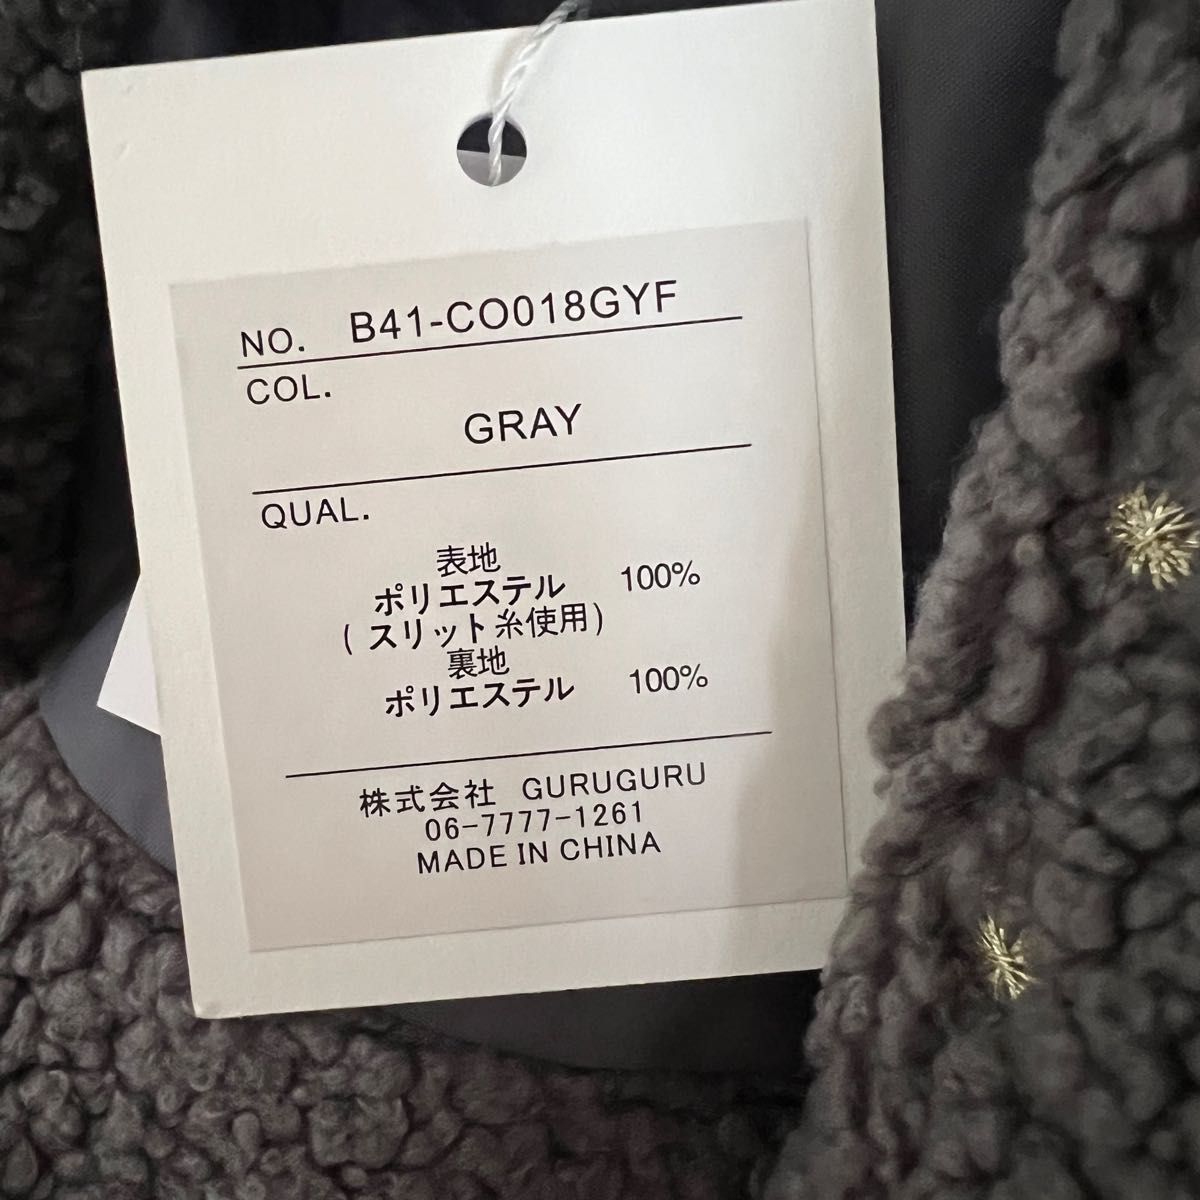 NO. B41-CO018GYF
COL.
GRAY
QUAL.
表地
ポリエステル 100%
( スリット糸使用)
裏地
ポリエステル 100%
株式会社 GURUGURU
06-7777-1261
MADE IN CHINA